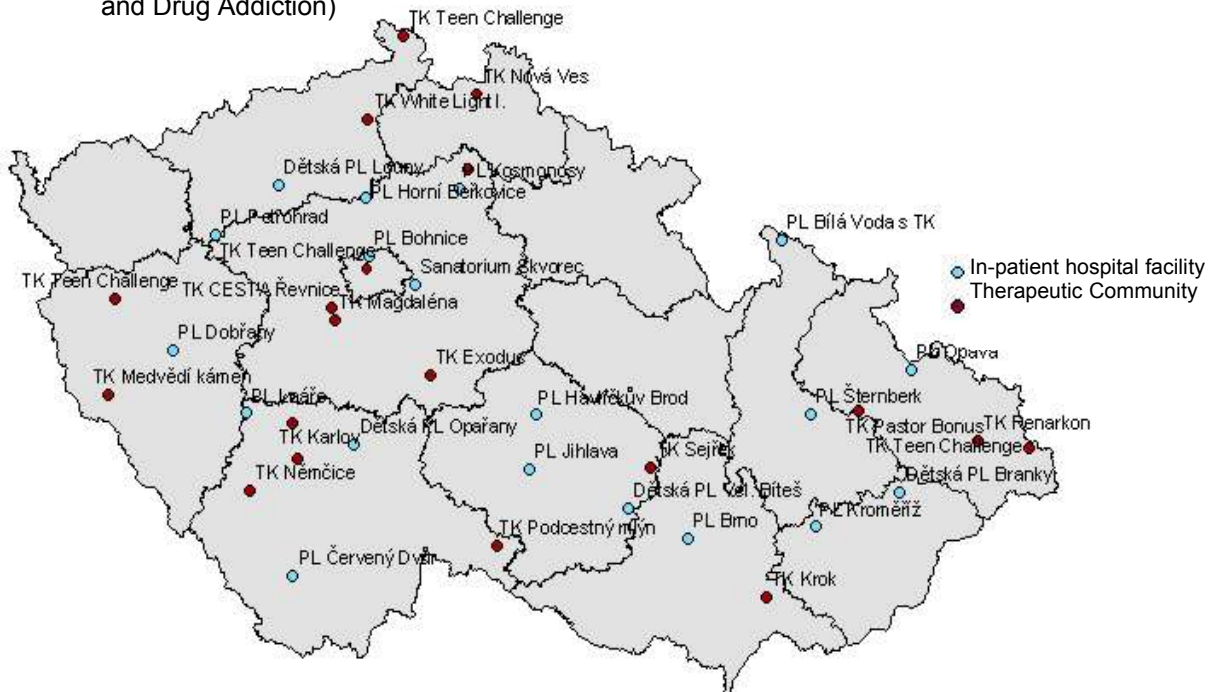 and Drug Addiction)
TK Teen Challenge
TK Nová Ves
TK White Light I.
Dětská PL Louny
PL Kosmonosy
PL Horní Beřkovice
PL Petrohrad
PL Bílá Voda s TK
TK Teen Challenge
PL Bohnice
Sanatorium Skvorec
In-patient hospital facility
TK Teen Challenge
TK CESTA Řevnice
TK Magdaléna
Therapeutic Community
PL Dobřany
TK Exodus
PL Opava
TK Medvědí kámen
PL Lnáře
PL Havlíčkův Brod
PL Šternberk
TK Karlov
Dětská PL Opařany
TK Pastor Bonus
TK Renarkon
PL Jihlava
TK Sejřek
TK Teen Challenge
TK Němčice
Dětská PL Vel. Bíteš
Dětská PL Branky
PL Brno
PL Kroměříž
TK Podcestný mlýn
PL Červený Dvůr
TK Krok